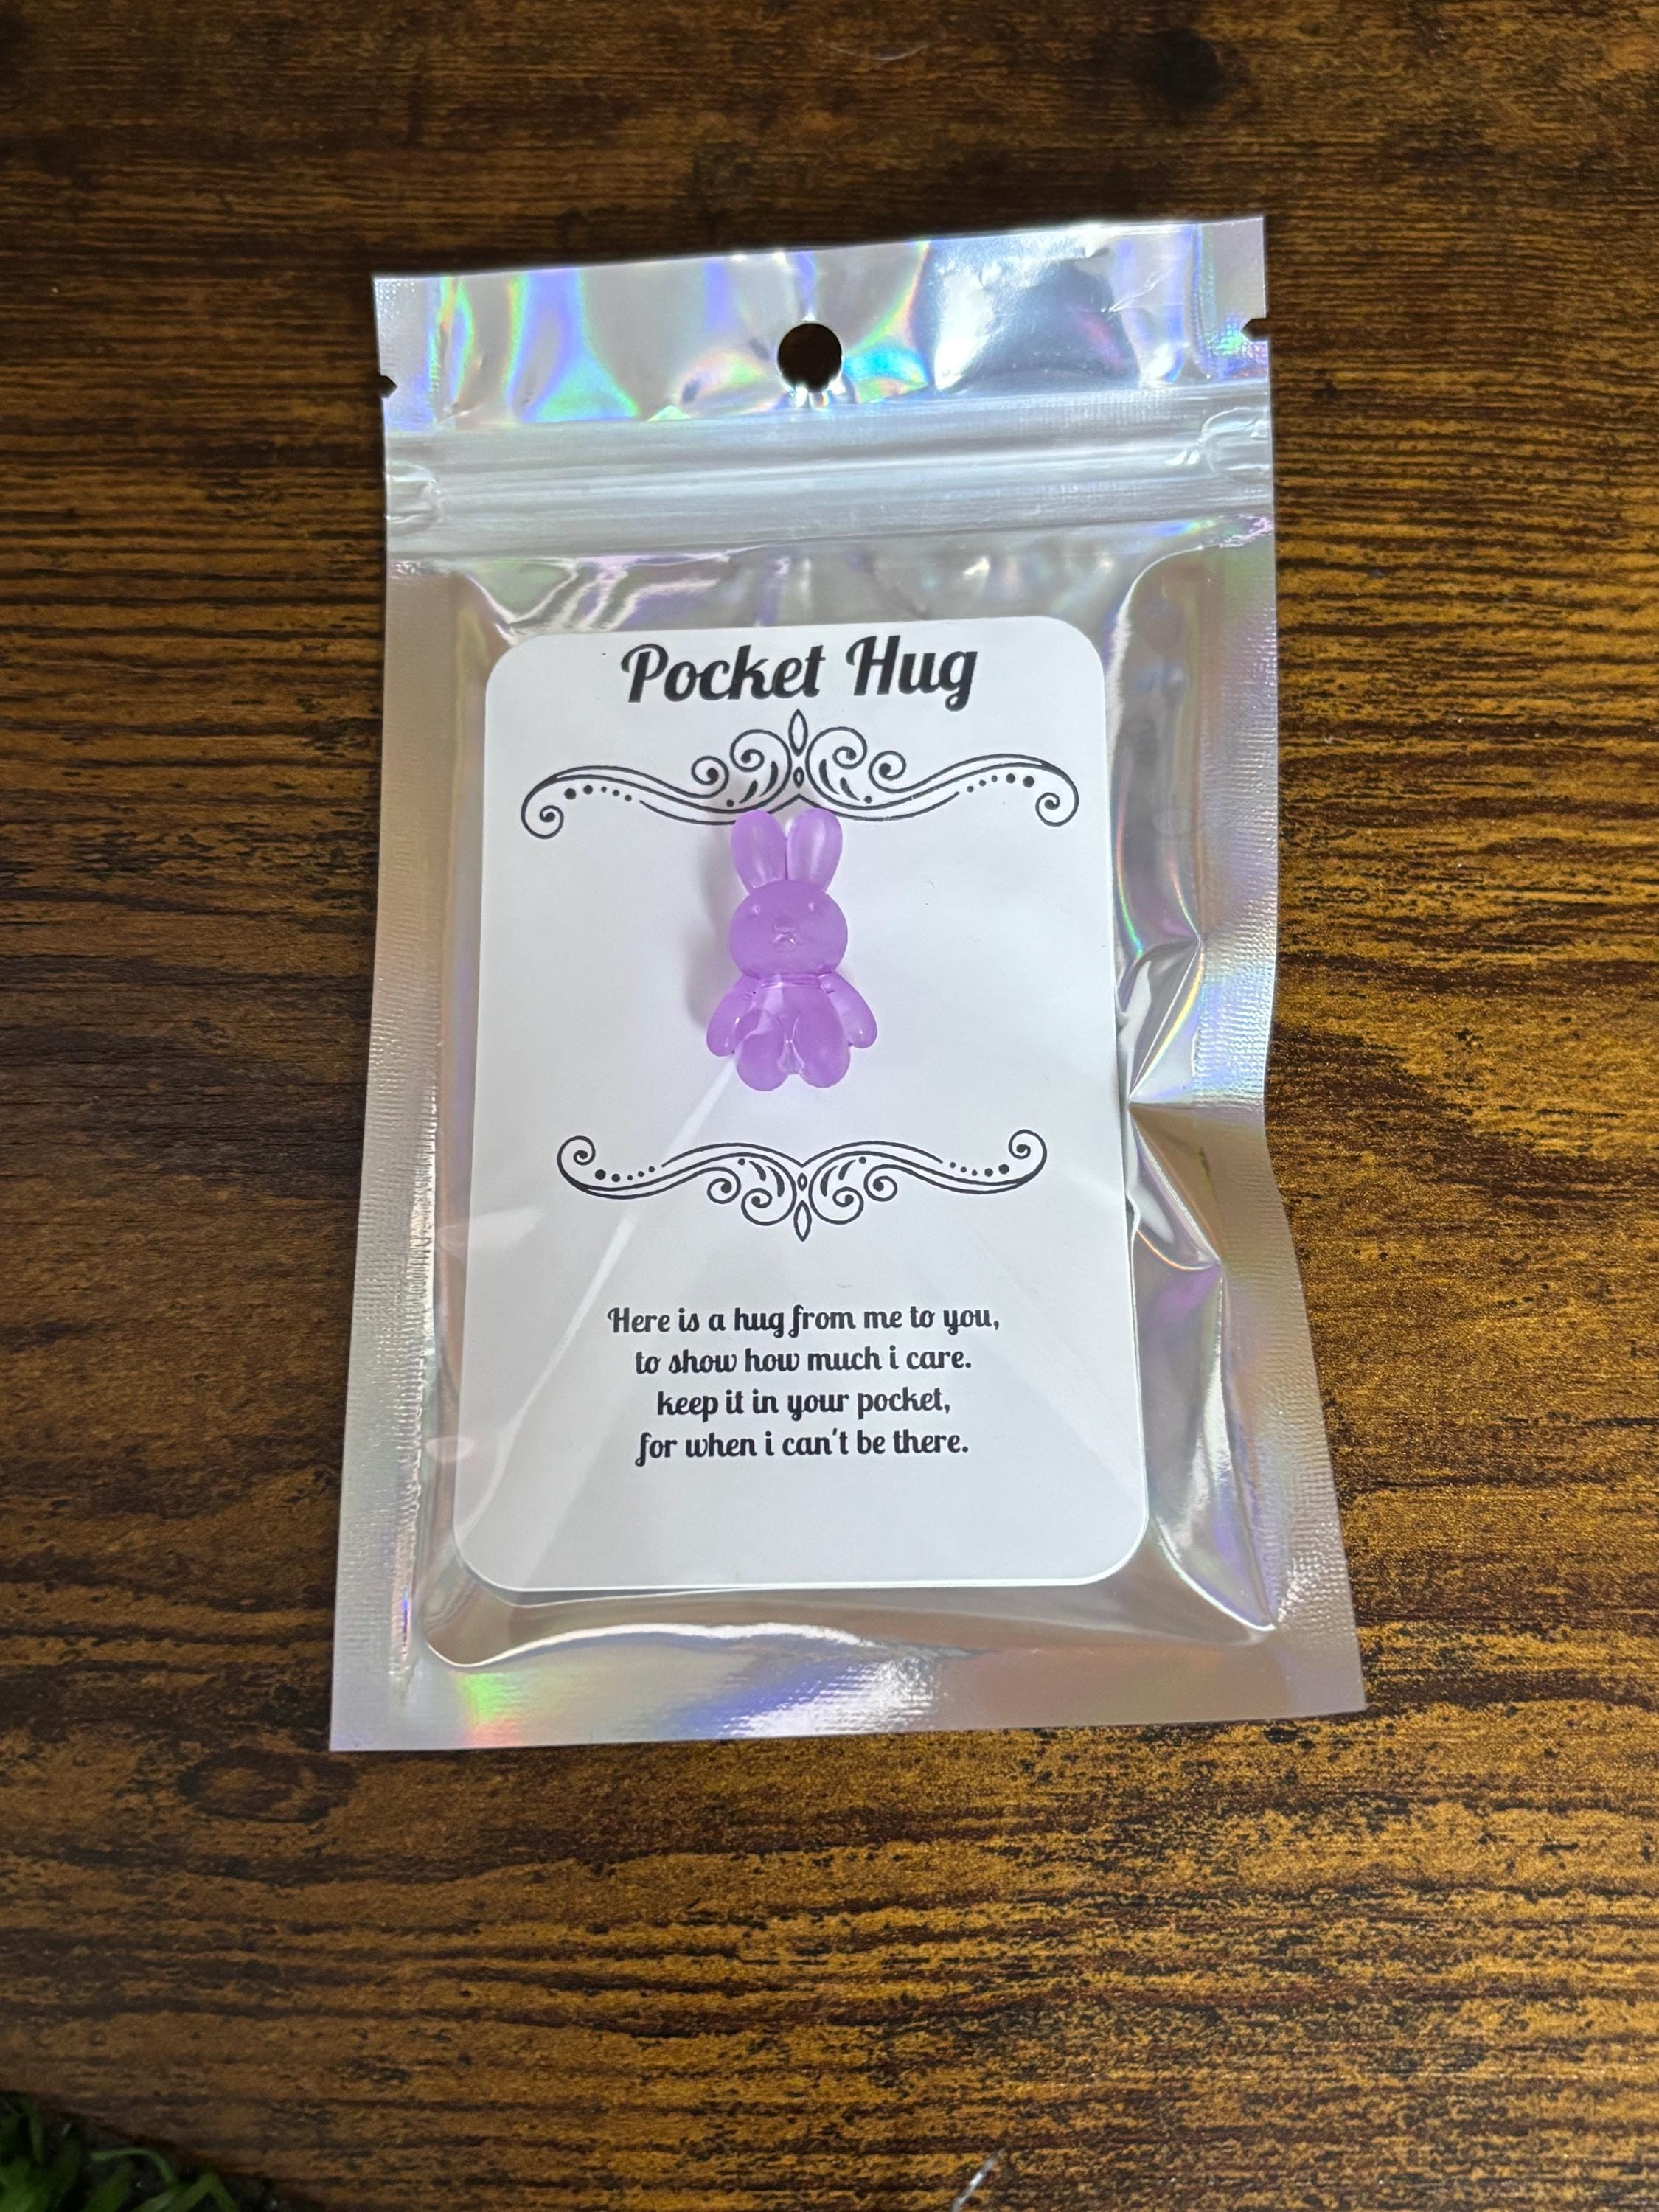 Pocket Hug
Here is a hug from me to you,
to show how much i care.
keep it in your pocket,
for when i can't be there.